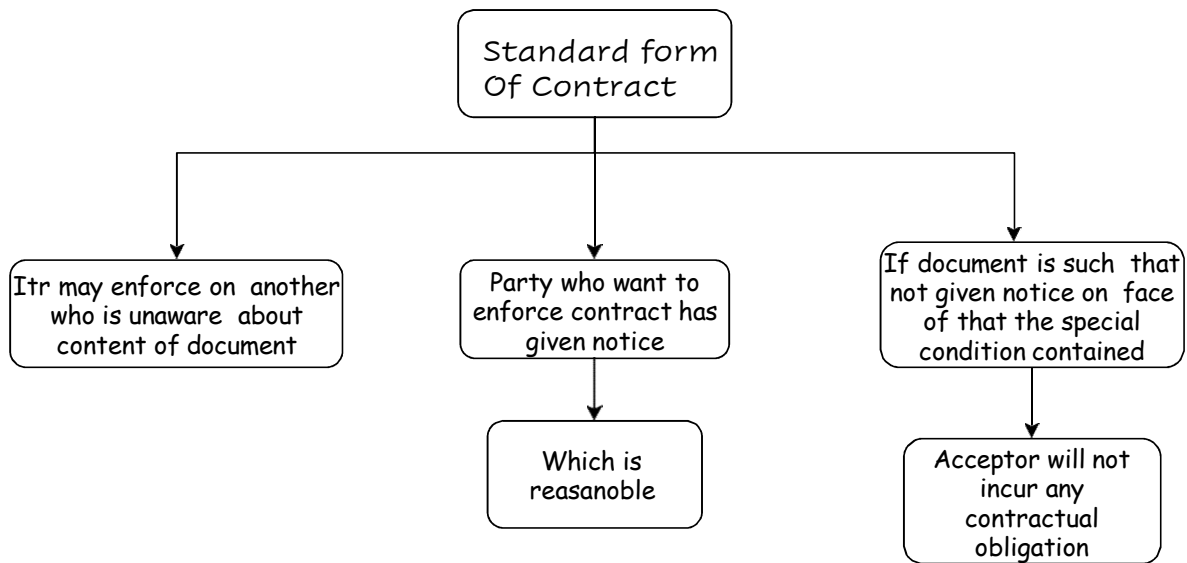 Standard form
Of Contract
Itr may enforce on another
who is unaware about
content of document
Party who want to
enforce contract has
given notice
If document is such that
not given notice on face
of that the special
condition contained
Which is
reasanoble
Acceptor will not
incur any
contractual
obligation